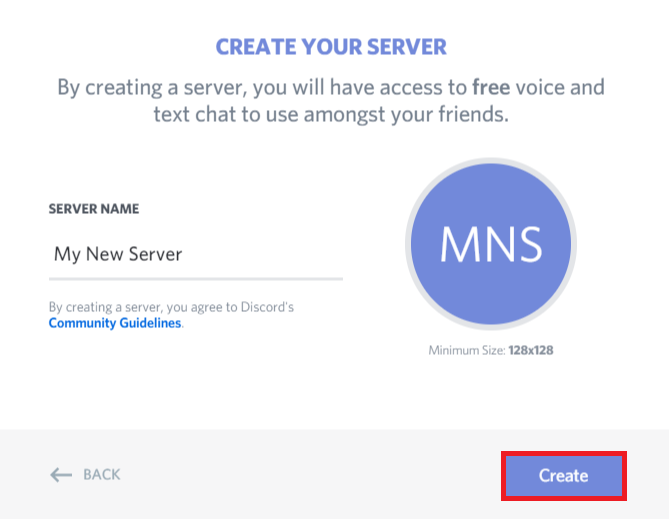 CREATE YOUR SERVER
By creating a server, you will have access to free voice and
text chat to use amongst your friends.
SERVER NAME
My New Server
By creating a server, you agree to Discord's
Community Guidelines.
MNS
Minimum Size: 128x128
BACK
Create